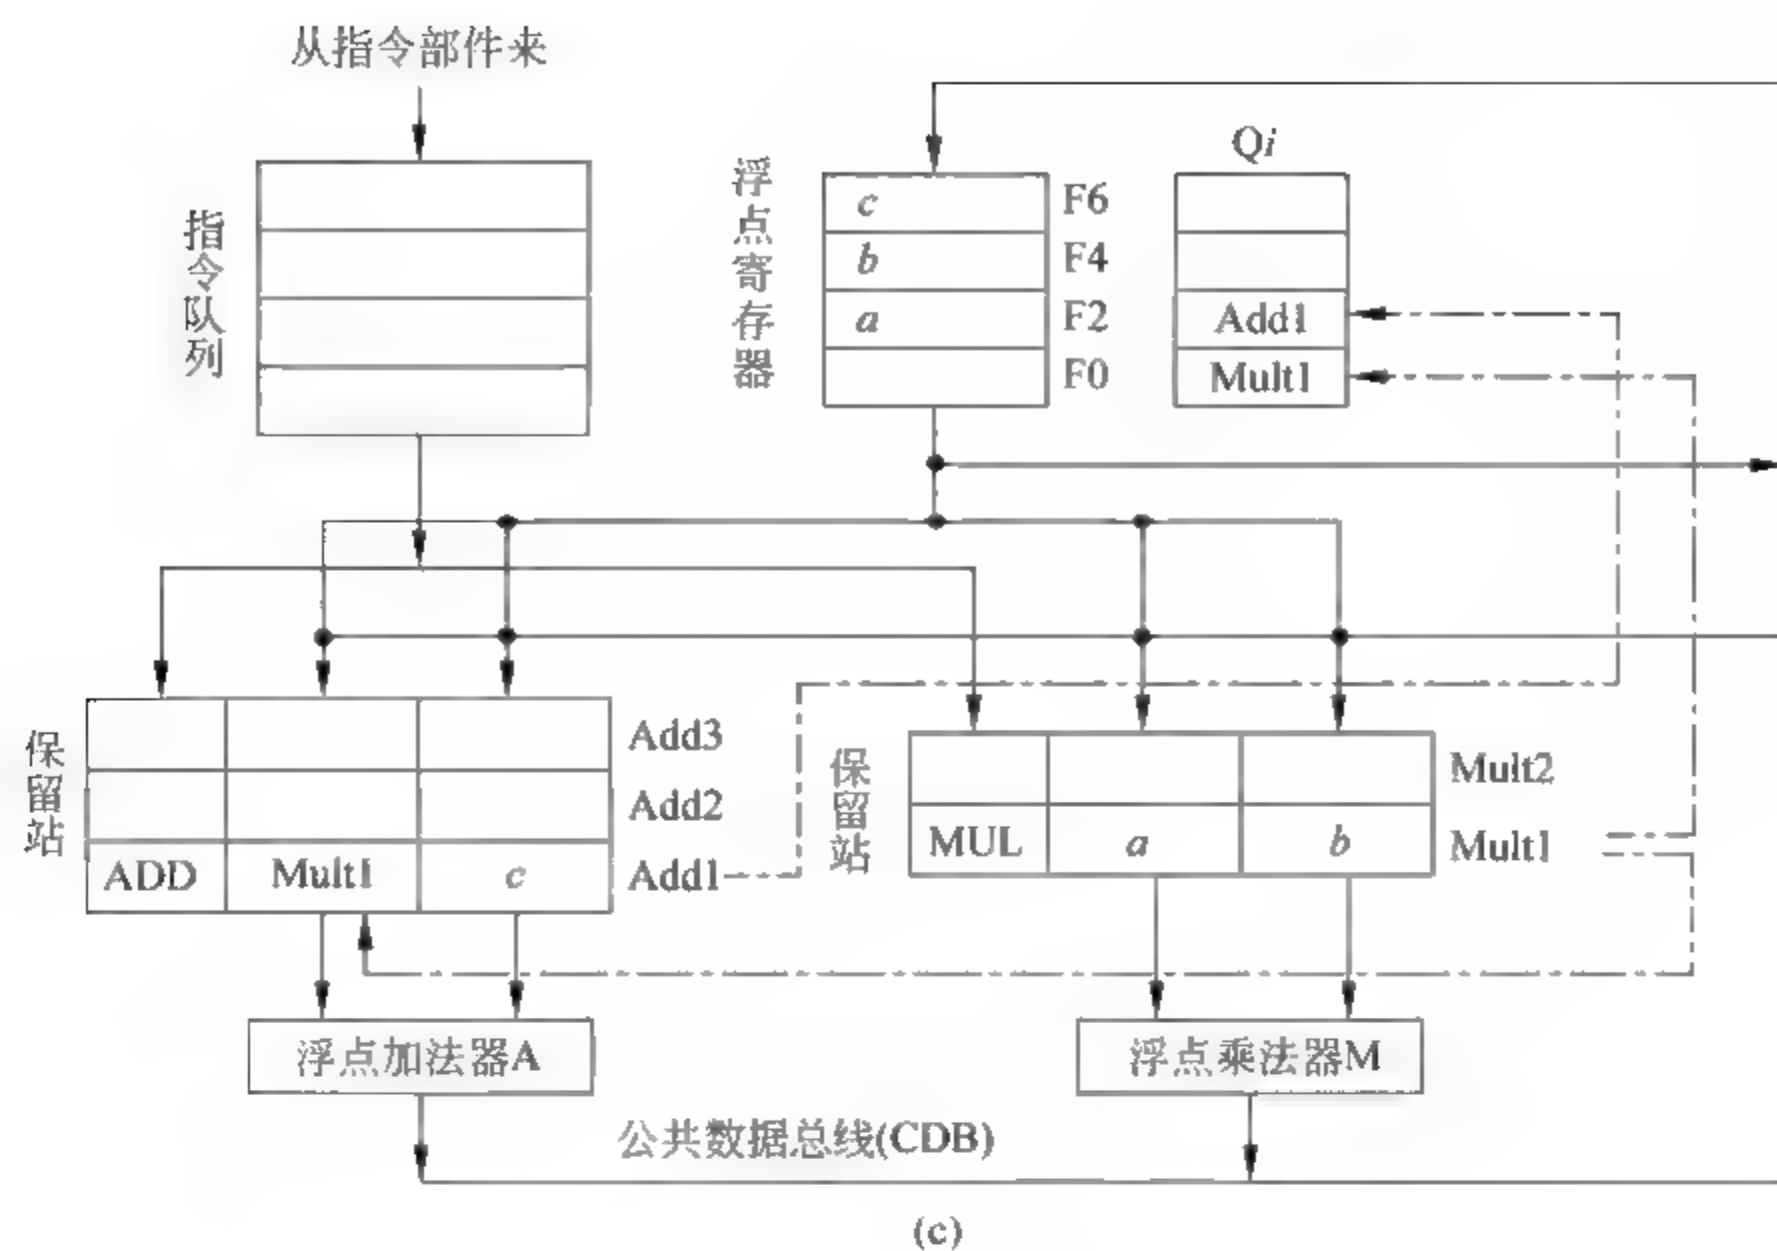 从指令部件来
指令队列
浮点寄存器
c
F6
b
F4
a
F2
F0
Qi
Add1
Mult1
保留站
Add3
Add2
ADD
Mult1
c
Add1
保留站
Mult2
MUL
a
b
Mult1
浮点加法器A
浮点乘法器M
公共数据总线(CDB)
(c)